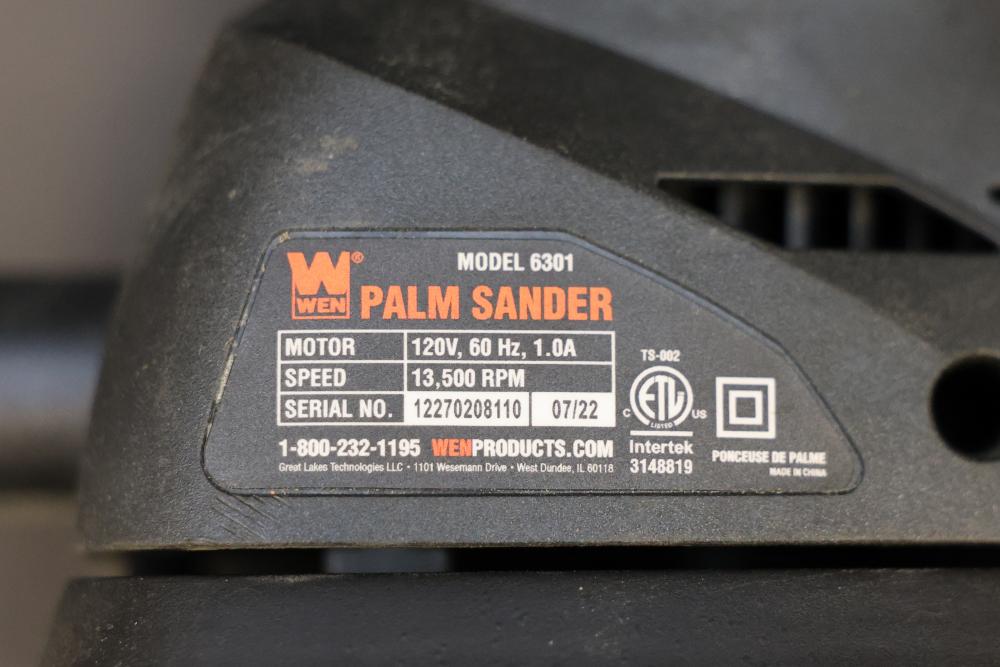 MODEL 6301
W®
WEN
PALM SANDER
MOTOR 120V, 60 Hz, 1.0A
SPEED 13,500 RPM
SERIAL NO. 12270208110 07/22
1-800-232-1195 WENPRODUCTS.COM
Great Lakes Technologies LLC • 1101 Wesemann Drive • West Dundee, IL 60118
TS-002
C ETL US
LISTED
Intertek
3148819
PONCEUSE DE PALME
MADE IN CHINA